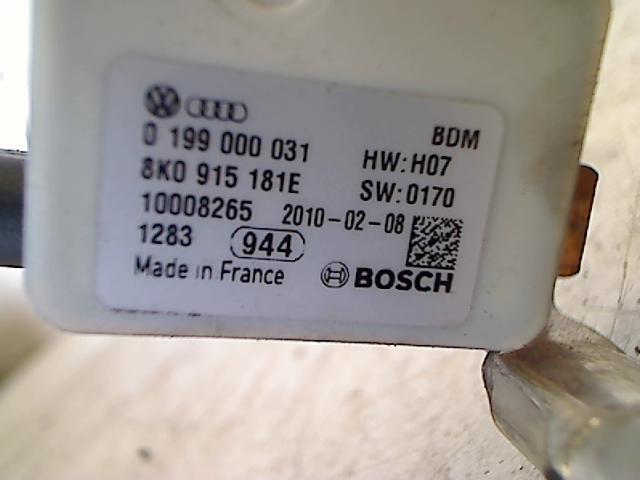 0 199 000 031 BDM
8K0 915 181E HW:H07
10008265 2010-02-08 SW:0170
1283 944
Made in France BOSCH